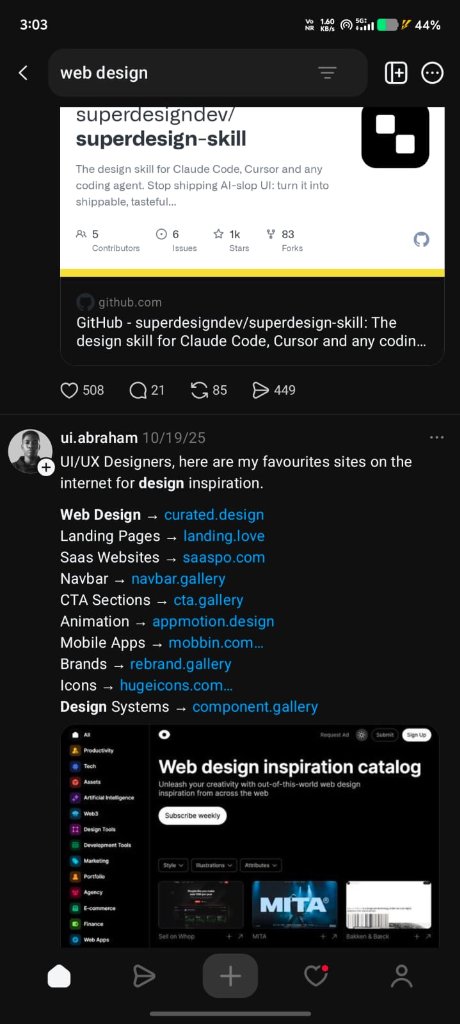 3:03
Vo NR 1.60 KB/s 5G 44%
web design
superdesigndev/
superdesign-skill
The design skill for Claude Code, Cursor and any
coding agent. Stop shipping AI-slop UI: turn it into
shippable, tasteful...
5 6 1k 83
Contributors Issues Stars Forks
github.com
GitHub - superdesigndev/superdesign-skill: The
design skill for Claude Code, Cursor and any codin...
508 21 85 449
ui.abraham 10/19/25
UI/UX Designers, here are my favourites sites on the
internet for design inspiration.
Web Design → curated.design
Landing Pages → landing.love
Saas Websites → saaspo.com
Navbar → navbar.gallery
CTA Sections → cta.gallery
Animation → appmotion.design
Mobile Apps → mobbin.com...
Brands → rebrand.gallery
Icons → hugeicons.com...
Design Systems → component.gallery
All
Productivity
Tech
Assets
Artificial Intelligence
Web3
Design Tools
Development Tools
Marketing
Portfolio
Agency
E-commerce
Finance
Web Apps
Request Ad Submit Sign Up
Web design inspiration catalog
Unleash your creativity with out-of-this-world web design
inspiration from across the web
Subscribe weekly
Style Illustrations Attributes
MITA
Sell on Whop MITA Bakken & Bæck